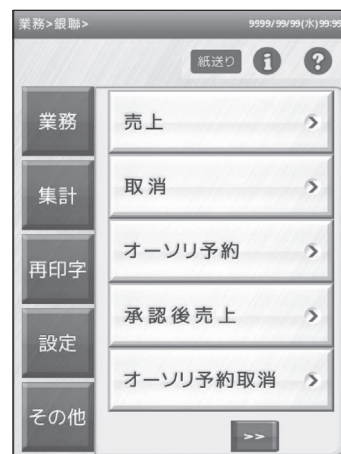 業務>銀聯> 9999/99/99(水)99:99
紙送り i ?
業務
集計
再印字
設定
その他
売上 >
取消 >
オーソリ予約 >
承認後売上 >
オーソリ予約取消 >
>>